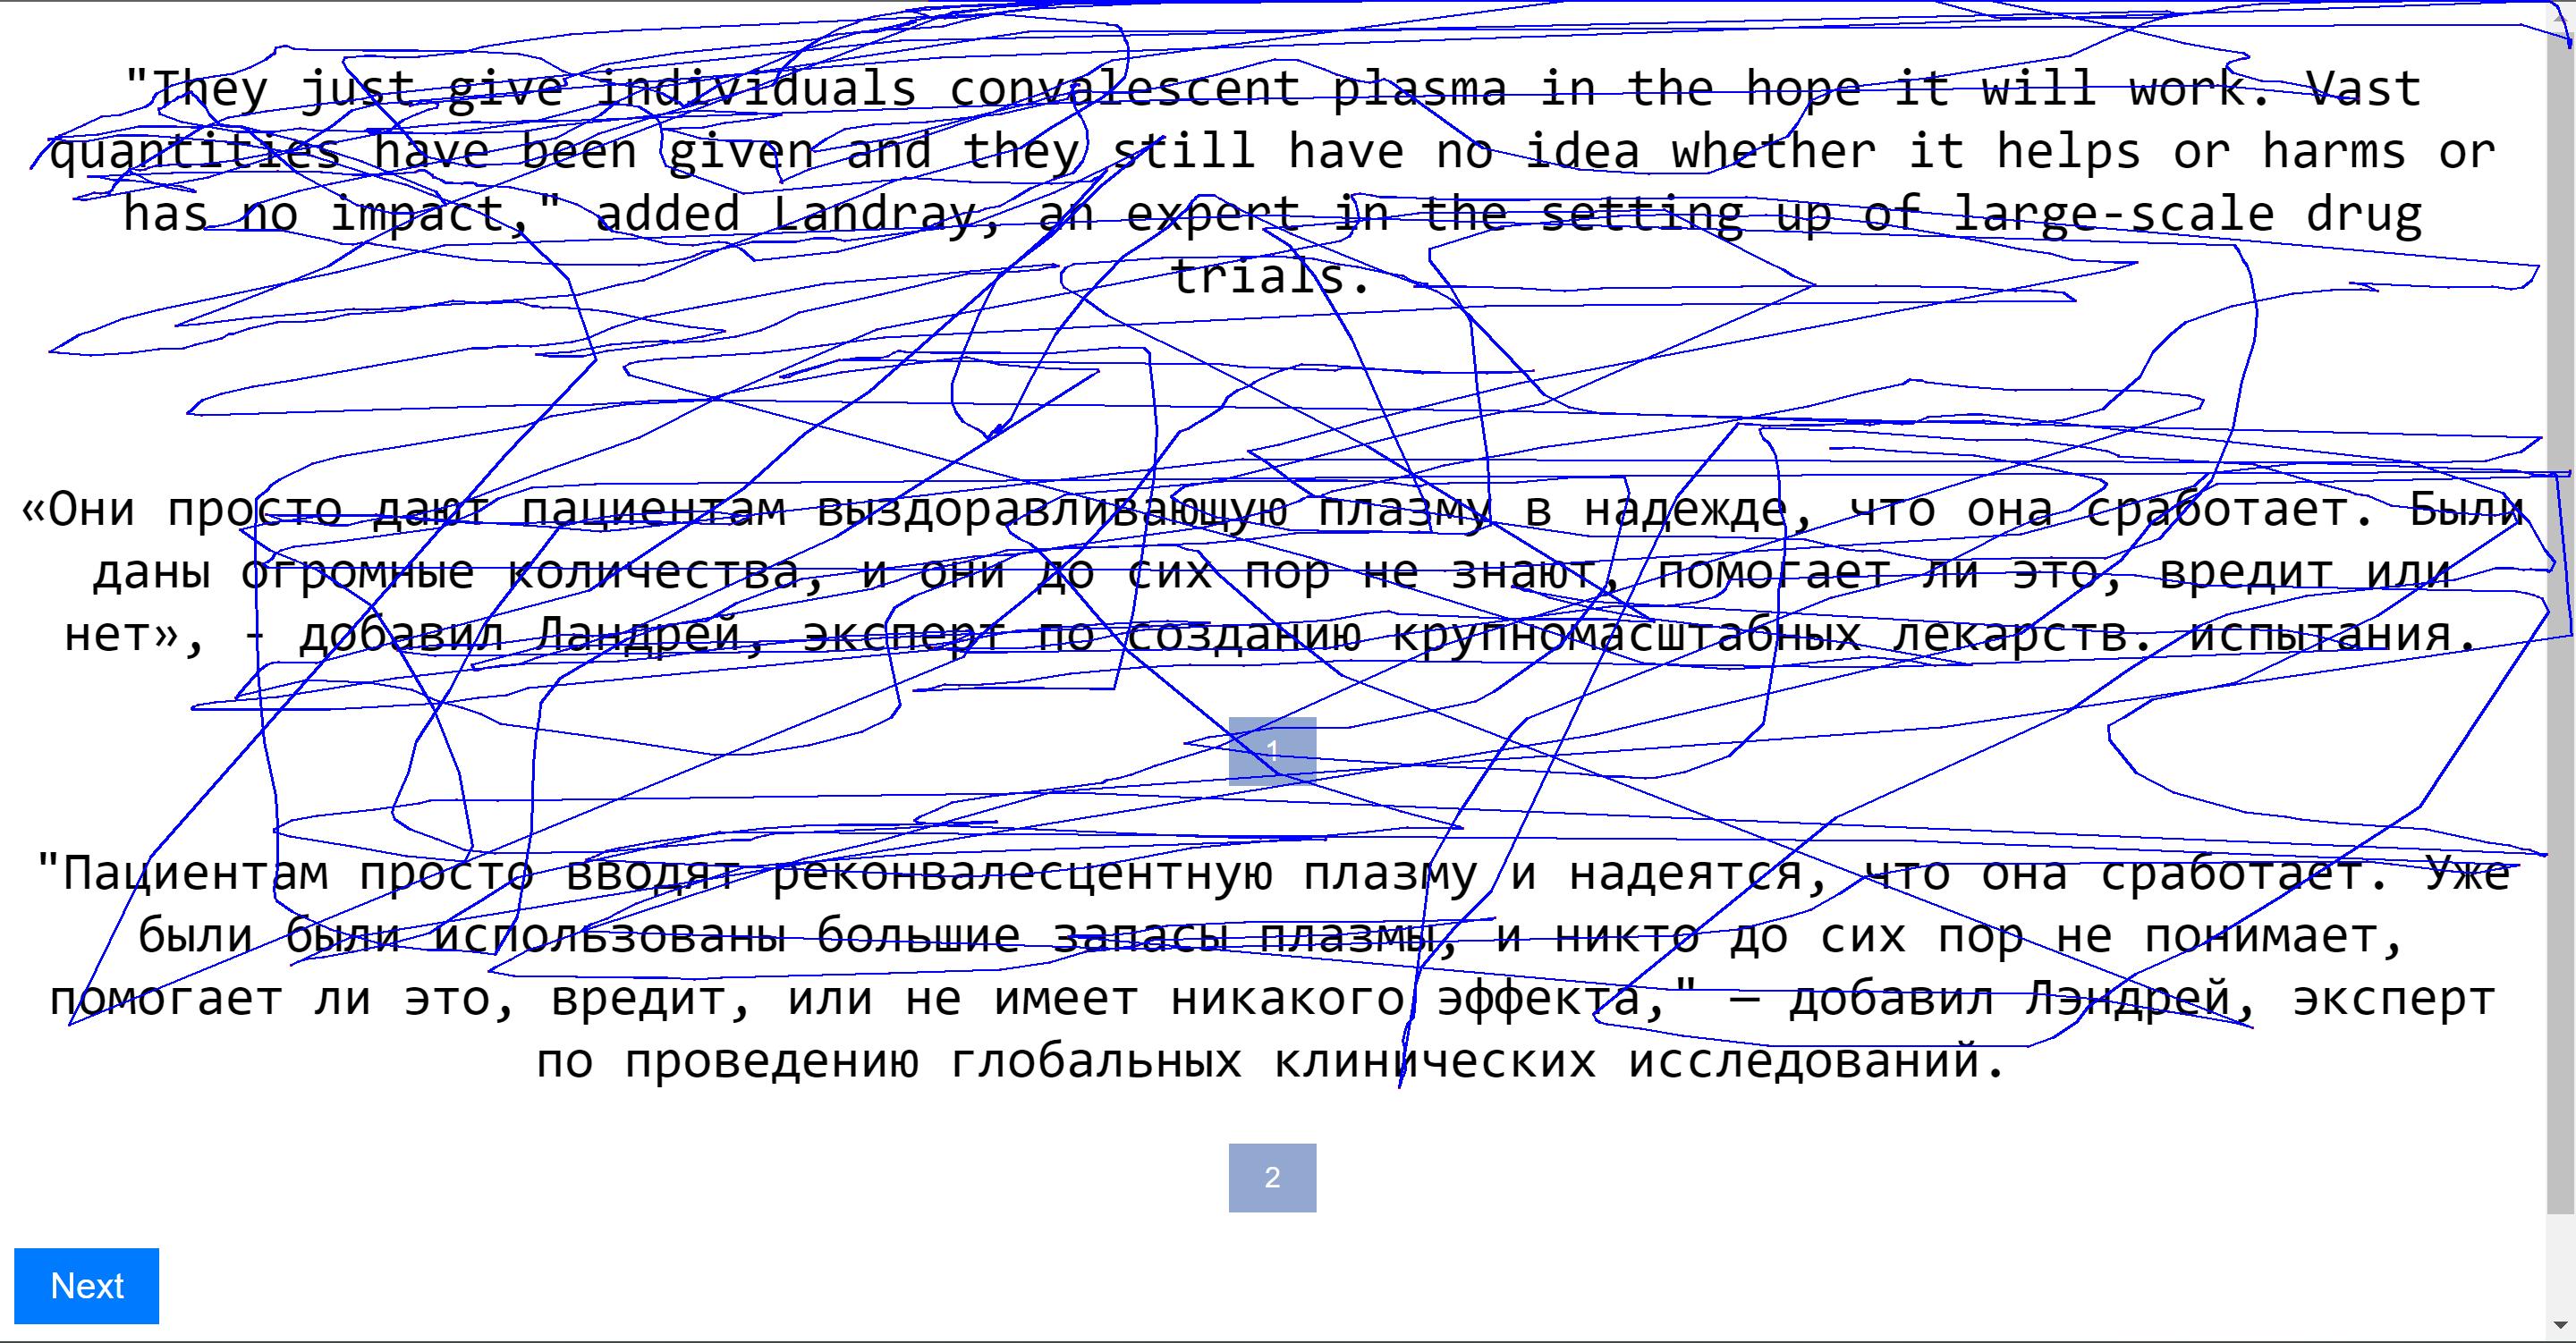 "They just give individuals convalescent plasma in the hope it will work. Vast
quantities have been given and they still have no idea whether it helps or harms or
has no impact," added Landray, an expert in the setting up of large-scale drug
trials.
«Они просто дают пациентам выздоравливающую плазму в надежде, что она сработает. Были
даны огромные количества, и они до сих пор не знают, помогает ли это, вредит или
нет», - добавил Ландрей, эксперт по созданию крупномасштабных лекарств. испытания.
1
"Пациентам просто вводят реконвалесцентную плазму и надеятся, что она сработает. Уже
были были использованы большие запасы плазмы, и никто до сих пор не понимает,
помогает ли это, вредит, или не имеет никакого эффекта," — добавил Лэндрей, эксперт
по проведению глобальных клинических исследований.
2
Next